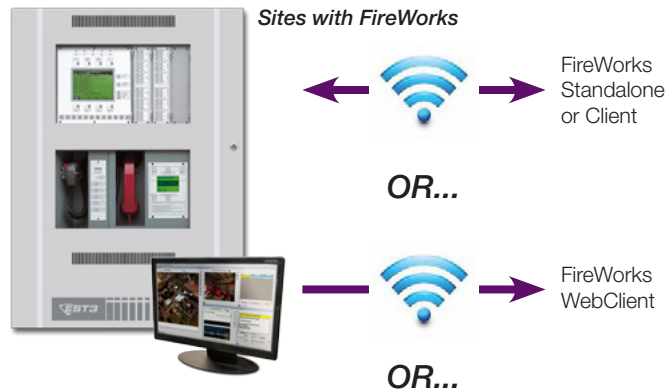 Sites with FireWorks
FireWorks
Standalone
or Client
OR...
FireWorks
WebClient
EST3
OR...